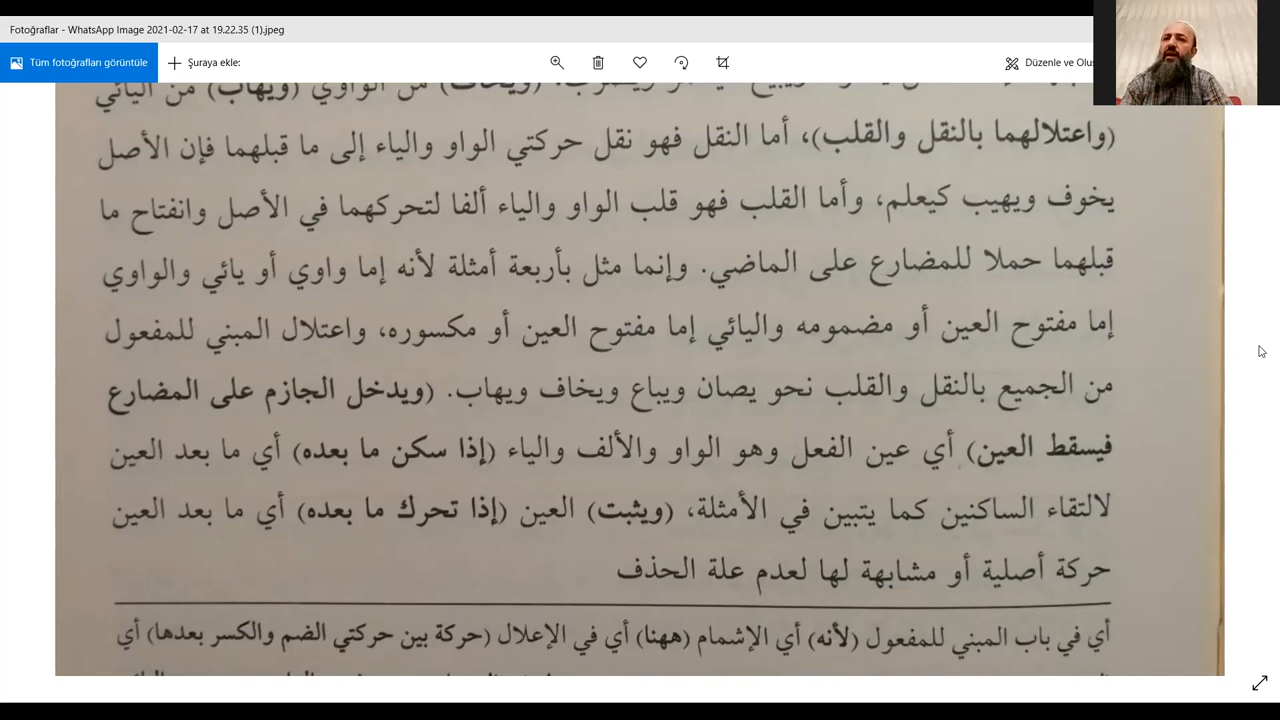 Fotoğraflar - WhatsApp Image 2021-02-17 at 19.22.35 (1).jpeg
Tüm fotoğrafları görüntüle
Şuraya ekle:
Düzenle ve Olu
(ويهاب) من اليائي
(واعتلالهما بالنقل والقلب)، أما النقل فهو نقل حركتي الواو والياء إلى ما قبلهما فإن الأصل
يخوف ويهيب كيعلم، وأما القلب فهو قلب الواو والياء ألفا لتحركهما في الأصل وانفتاح ما
قبلهما حملا للمضارع على الماضي. وإنما مثل بأربعة أمثلة لأنه إما واوي أو يائي والواوي
إما مفتوح العين أو مضمومه واليائي إما مفتوح العين أو مكسوره، واعتلال المبني للمفعول
من الجميع بالنقل والقلب نحو يصان ويباع ويخاف ويهاب. (ويدخل الجازم على المضارع
فيسقط العين) أي عين الفعل وهو الواو والألف والياء (إذا سكن ما بعده) أي ما بعد العين
لالتقاء الساكنين كما يتبين في الأمثلة، (ويثبت) العين (إذا تحرك ما بعده) أي ما بعد العين
حركة أصلية أو مشابهة لها لعدم علة الحذف
أي في باب المبني للمفعول (لأنه) أي الإشمام (ههنا) أي في الإعلال (حركة بين حركتي الضم والكسر بعدها) أي